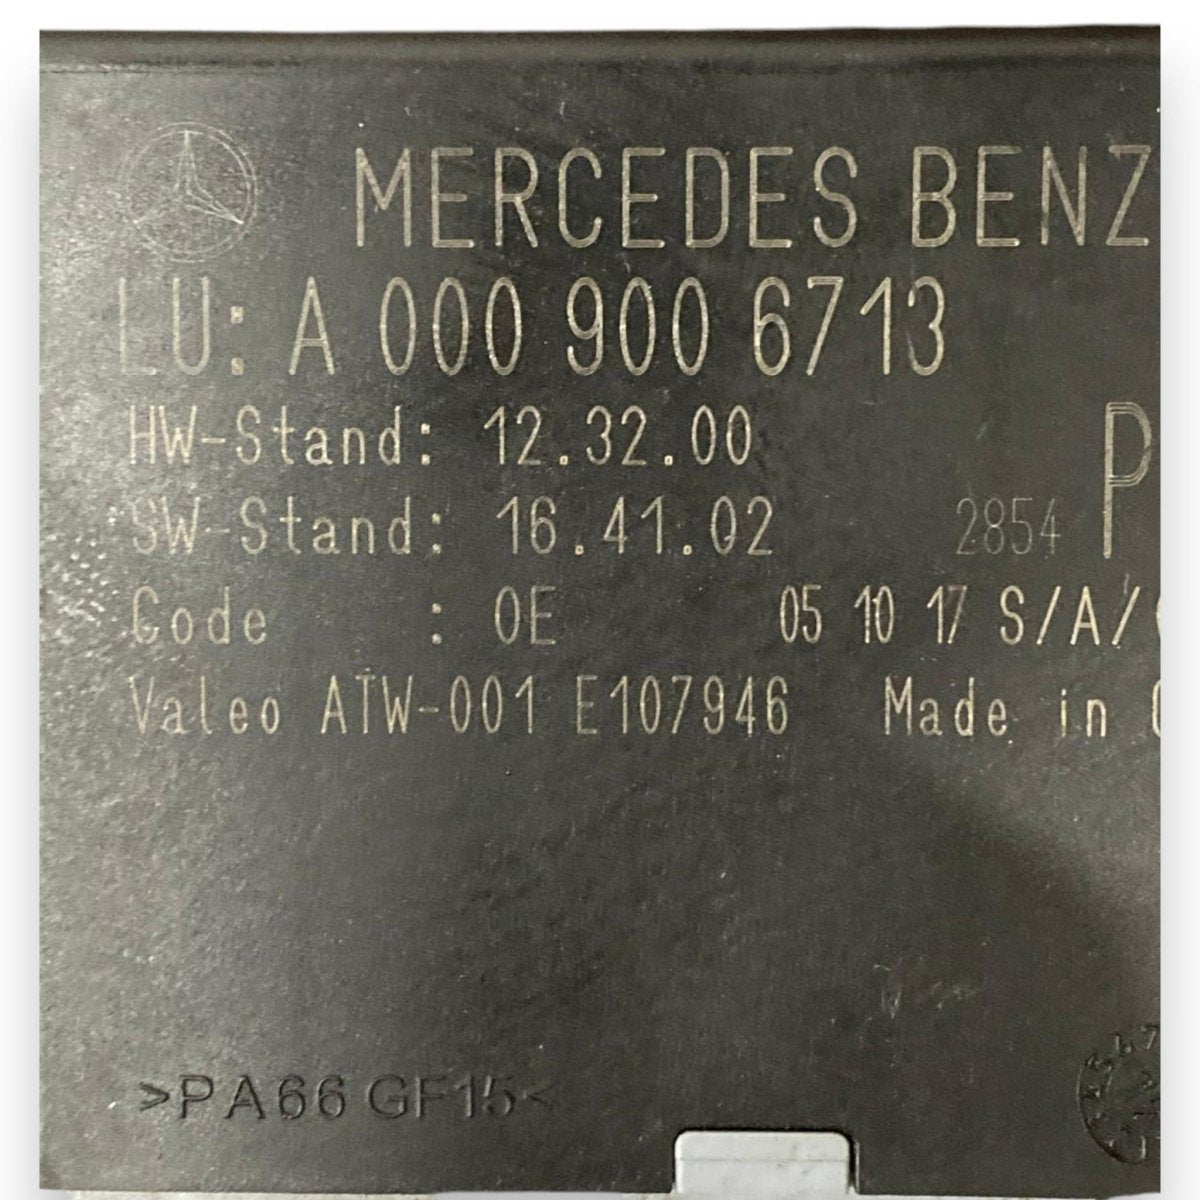 MERCEDES BENZ
LU: A 000 900 6713
HW-Stand: 12.32.00
P
SW-Stand: 16.41.02 2854
Code : 0E 05 10 17 S/A/
Valeo ATW-001 E107946 Made in
>PA66 GF15<